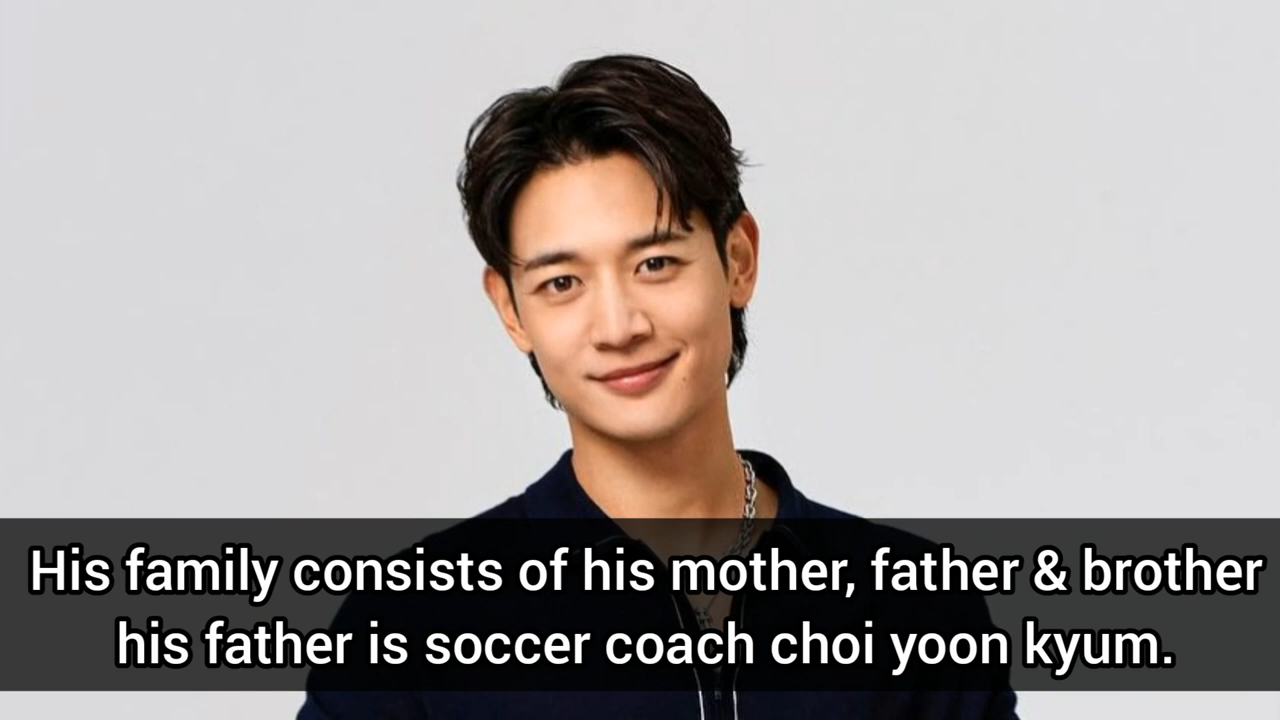 His family consists of his mother, father & brother
his father is soccer coach choi yoon kyum.